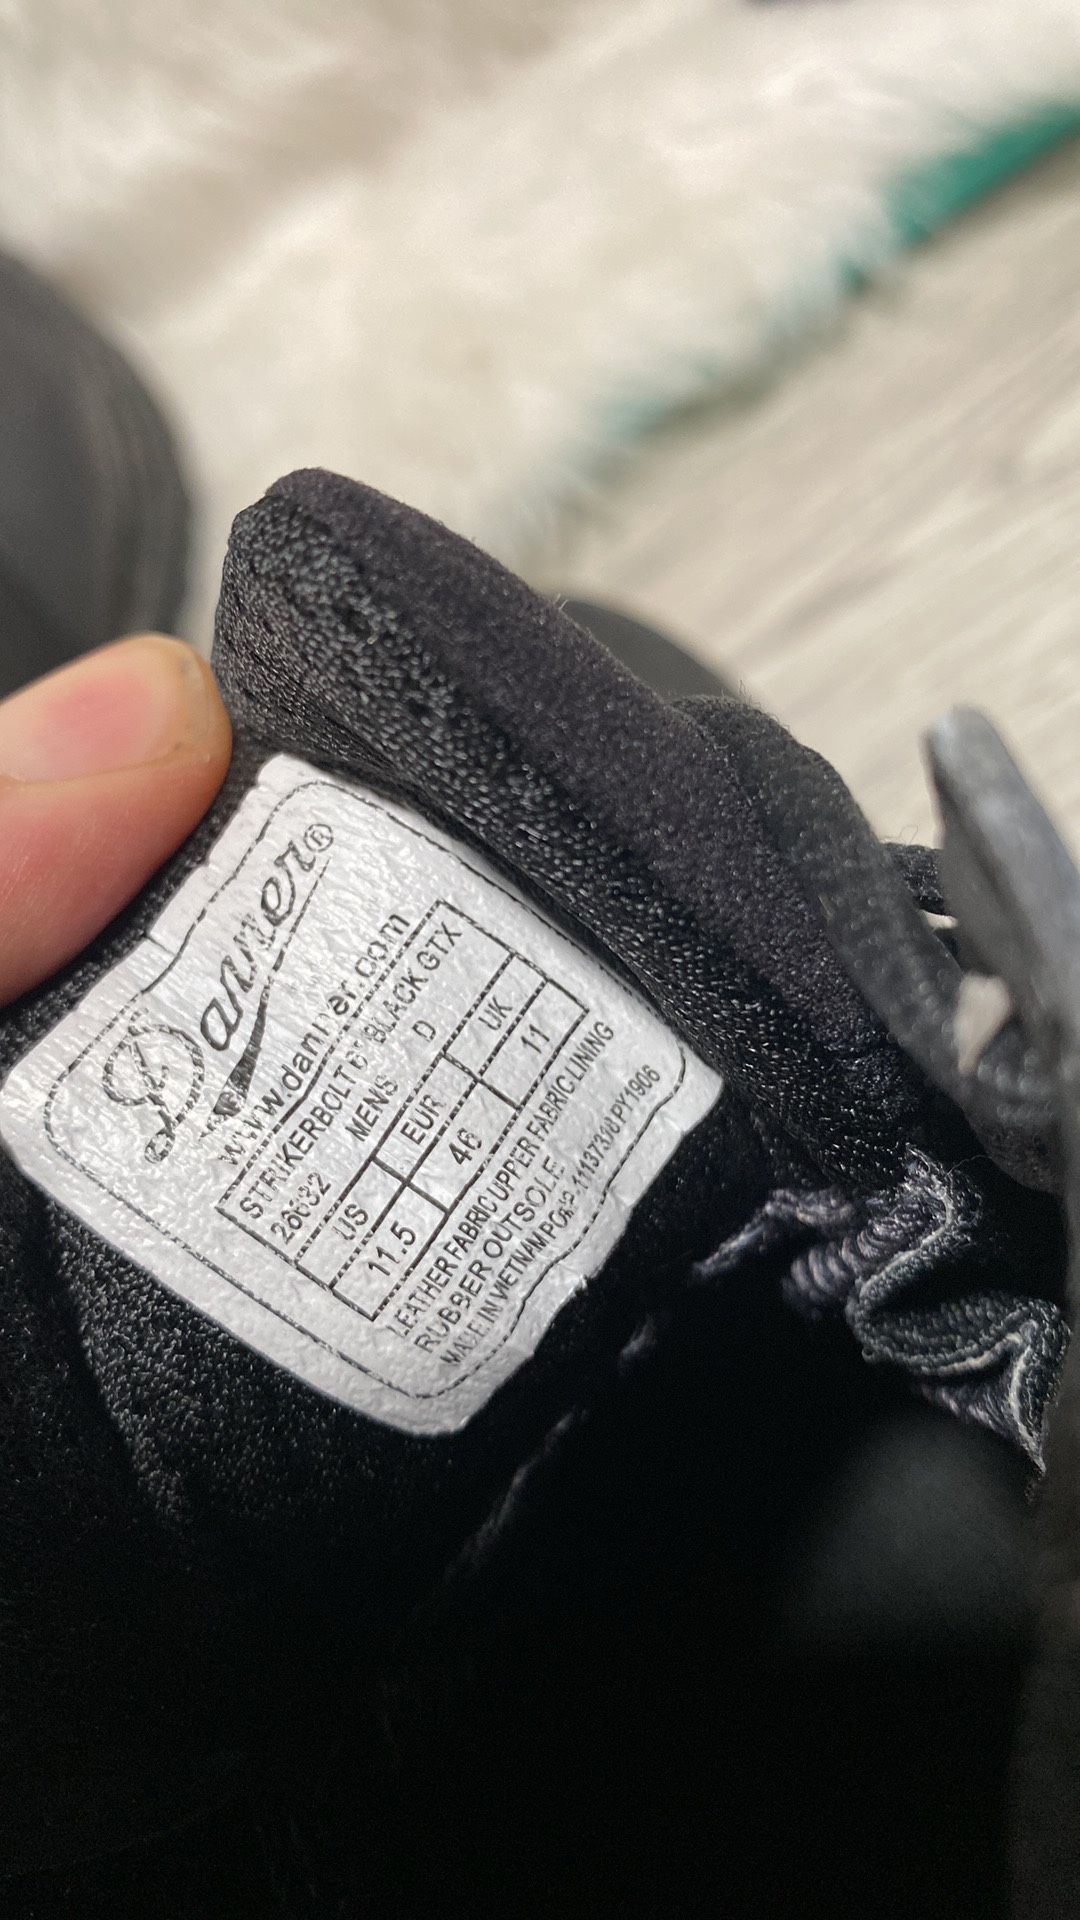 Danner®
www.danner.com
STRIKERBOLT 6" BLACK GTX
MENS D
US EUR UK
11.5 46 11
LEATHER FABRIC UPPER FABRIC LINING
RUBBER OUTSOLE
MADE IN VIETNAM
PY1906